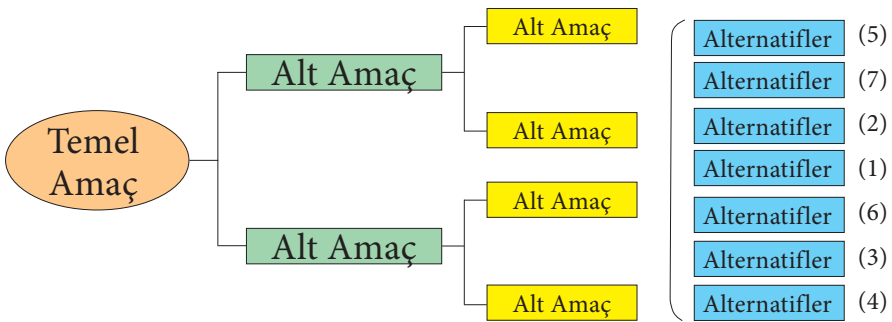 Temel
Amaç
Alt Amaç
Alt Amaç
Alt Amaç
Alt Amaç
Alt Amaç
Alt Amaç
Alternatifler (5)
Alternatifler (7)
Alternatifler (2)
Alternatifler (1)
Alternatifler (6)
Alternatifler (3)
Alternatifler (4)